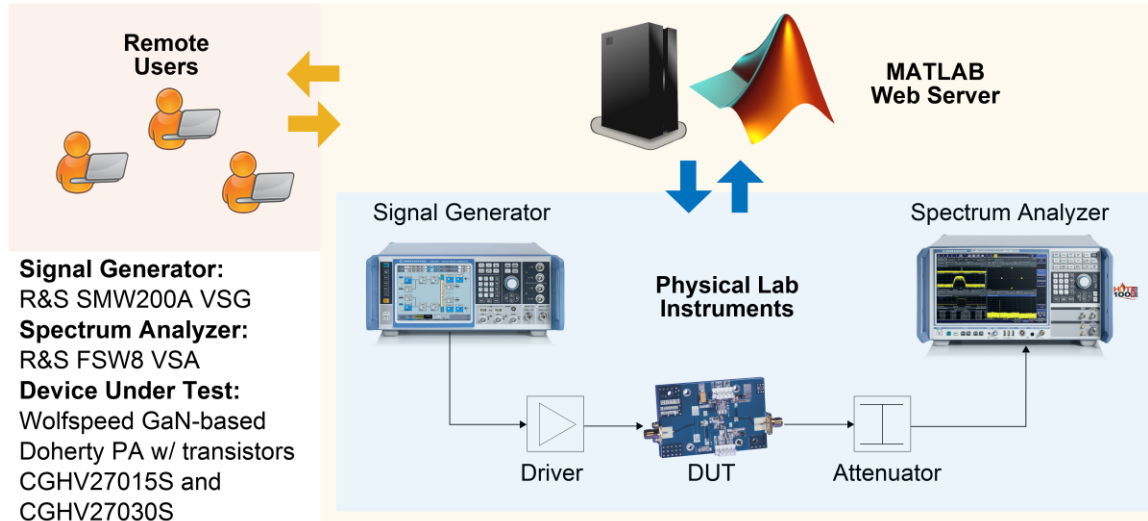 Remote
Users
MATLAB
Web Server
Signal Generator
Spectrum Analyzer
Physical Lab
Instruments
Signal Generator:
R&S SMW200A VSG
Spectrum Analyzer:
R&S FSW8 VSA
Device Under Test:
Wolfspeed GaN-based
Doherty PA w/ transistors
CGHV27015S and
CGHV27030S
Driver
DUT
Attenuator